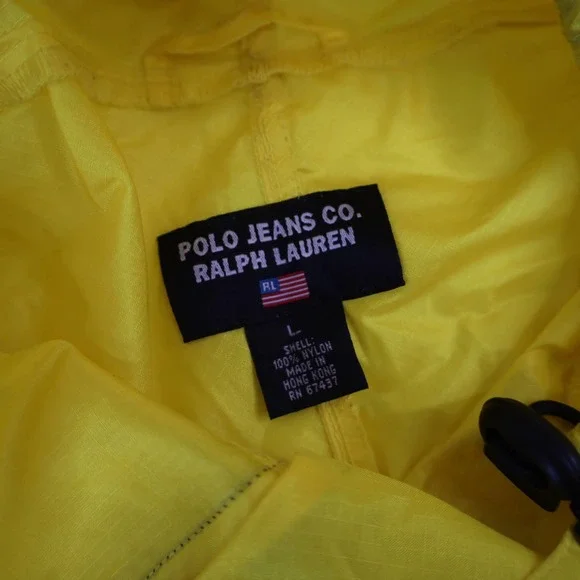 POLO JEANS CO.
RALPH LAUREN
RL
L
SHELL:
100% NYLON
MADE IN
HONG KONG
RN 67437